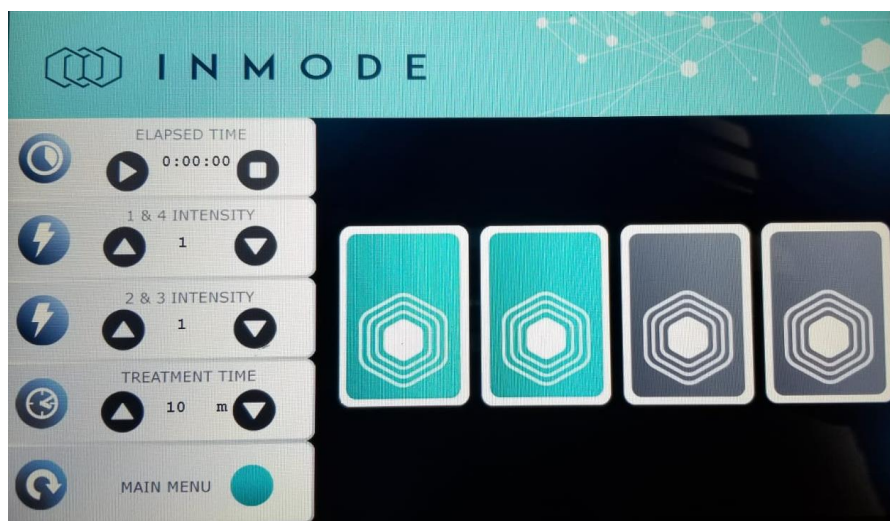 INMODE
ELAPSED TIME
0:00:00
1 & 4 INTENSITY
1
2 & 3 INTENSITY
1
TREATMENT TIME
10 m
MAIN MENU